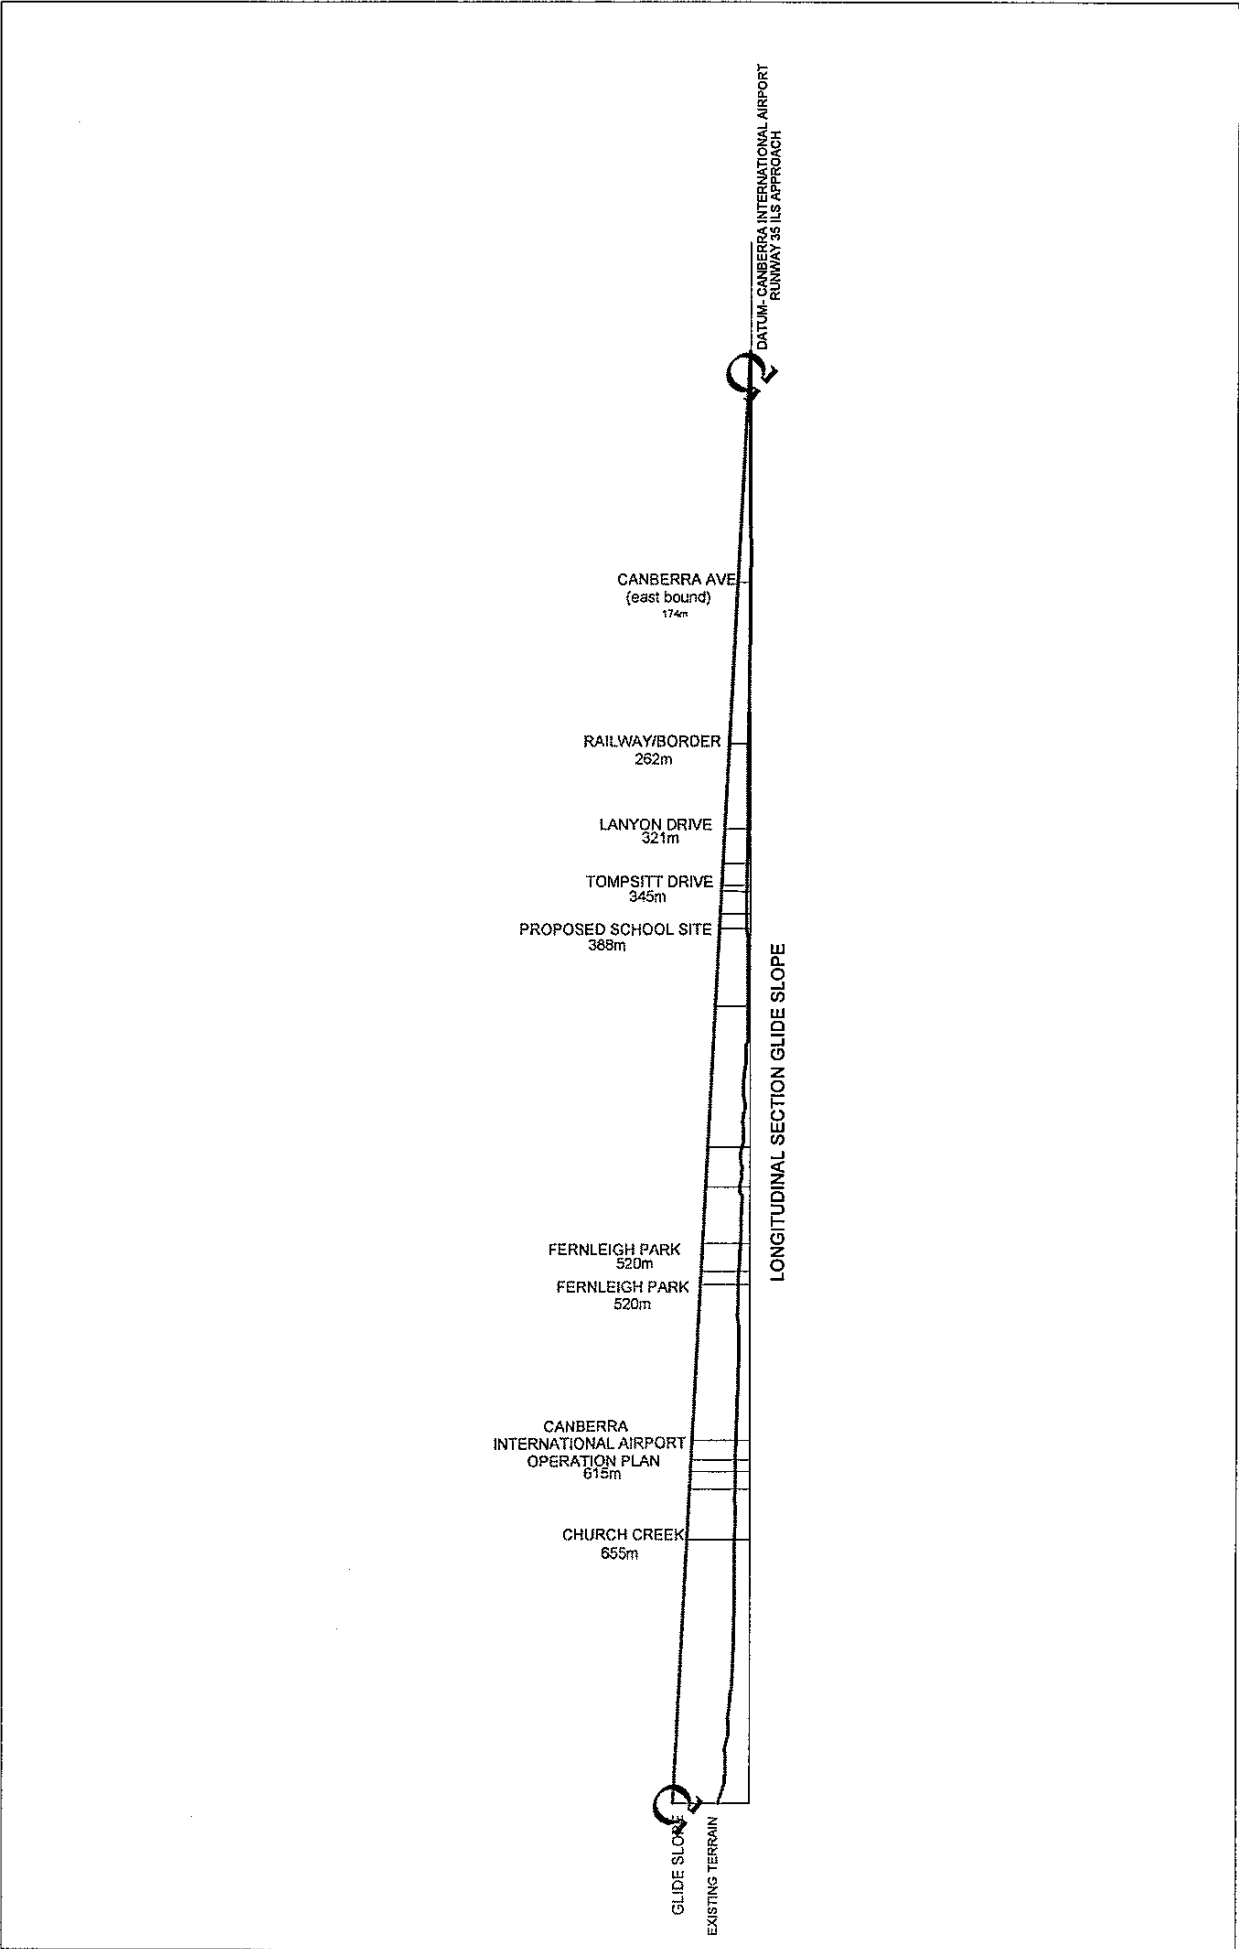 DATUM- CANBERRA INTERNATIONAL AIRPORT
RUNWAY 35 ILS APPROACH
CANBERRA AVE
(east bound)
174m
RAILWAY/BORDER
262m
LANYON DRIVE
321m
TOMPSITT DRIVE
345m
PROPOSED SCHOOL SITE
388m
LONGITUDINAL SECTION GLIDE SLOPE
FERNLEIGH PARK
520m
FERNLEIGH PARK
520m
CANBERRA
INTERNATIONAL AIRPORT
OPERATION PLAN
615m
CHURCH CREEK
655m
GLIDE SLOPE
EXISTING TERRAIN